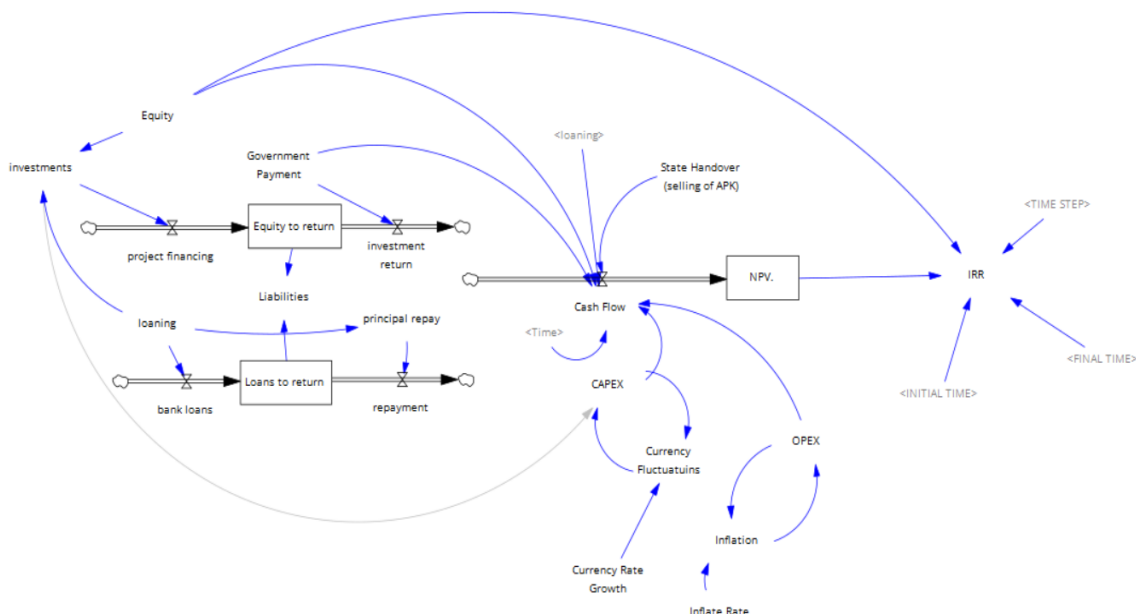 Equity
<loaning>
investments
Government
Payment
State Handover
(selling of APK)
<TIME STEP>
Equity to return
project financing
investment
return
NPV.
IRR
Liabilities
Cash Flow
loaning
principal repay
<Time>
<FINAL TIME>
Loans to return
CAPEX
<INITIAL TIME>
bank loans
repayment
OPEX
Currency
Fluctuatuins
Inflation
Currency Rate
Growth
Inflate Rate